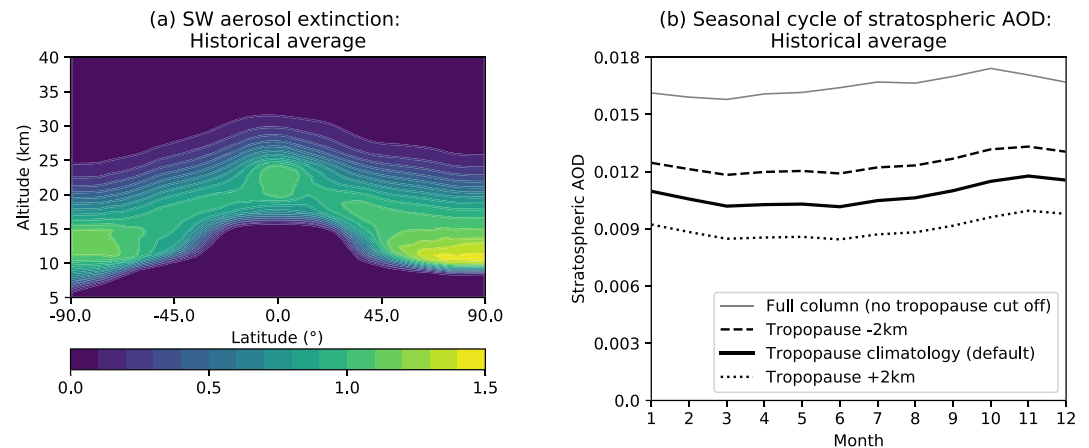 (a) SW aerosol extinction:
Historical average
40
35
30
25
20
15
10
5
Altitude (km)
-90.0 -45.0 0.0 45.0 90.0
Latitude (°)
0.0 0.5 1.0 1.5
(b) Seasonal cycle of stratospheric AOD:
Historical average
0.018
0.015
0.012
0.009
0.006
0.003
0.0
Stratospheric AOD
Full column (no tropopause cut off)
Tropopause -2km
Tropopause climatology (default)
Tropopause +2km
1 2 3 4 5 6 7 8 9 10 11 12
Month